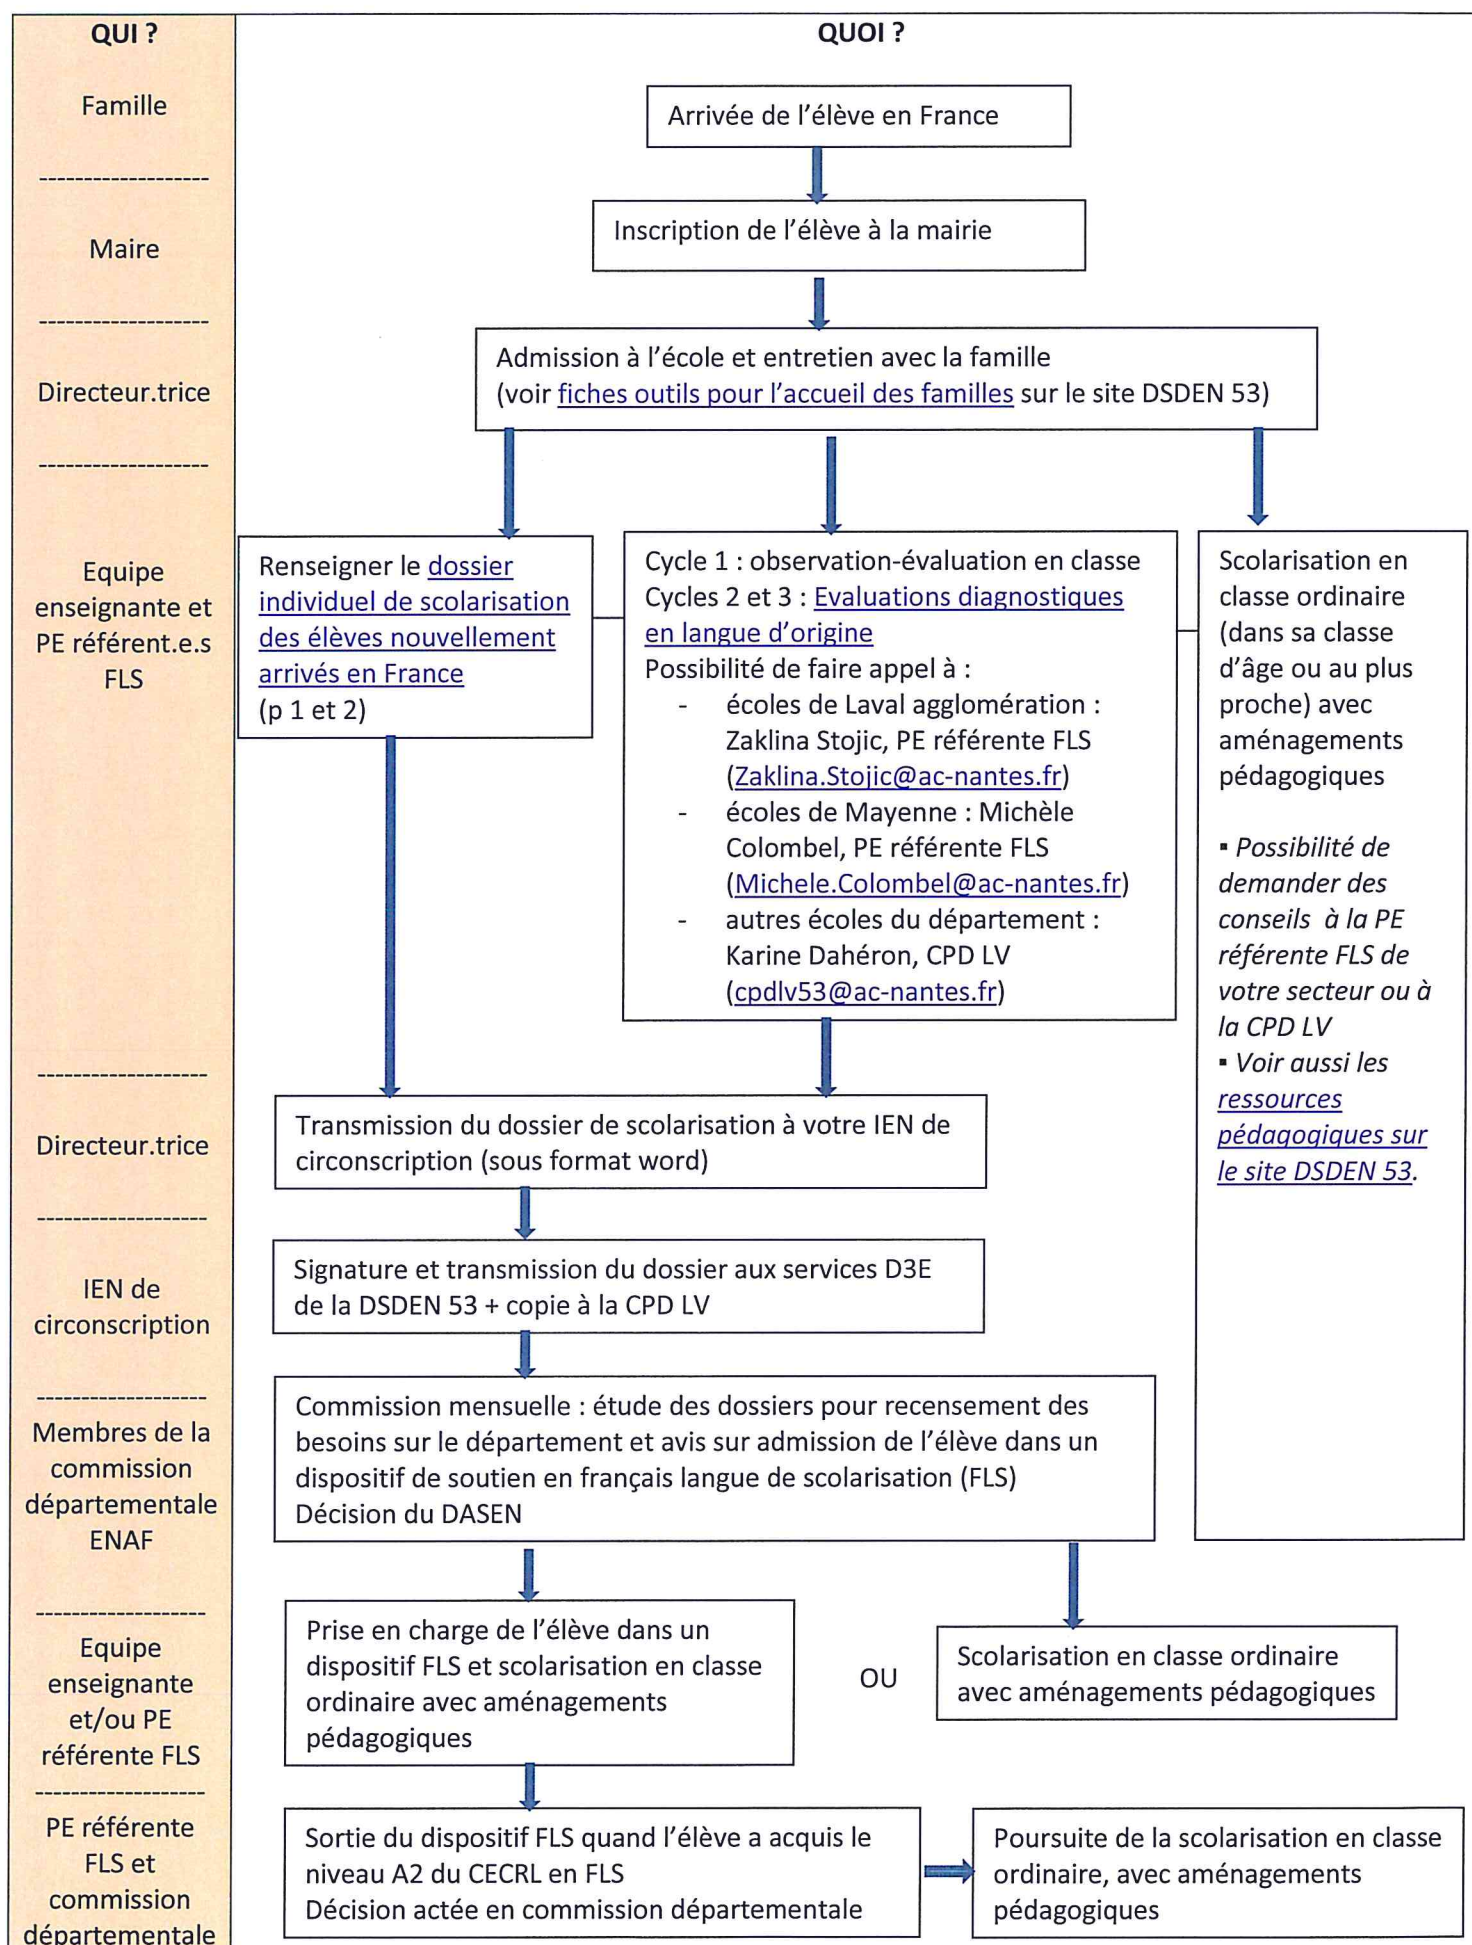 QUI ?
QUOI ?
Famille
Arrivée de l'élève en France
-------------------
Maire
Inscription de l'élève à la mairie
-------------------
Directeur.trice
Admission à l'école et entretien avec la famille
(voir fiches outils pour l'accueil des familles sur le site DSDEN 53)
-------------------
Equipe
enseignante et
PE référent.e.s
FLS
Renseigner le dossier
individuel de scolarisation
des élèves nouvellement
arrivés en France
(p 1 et 2)
Cycle 1 : observation-évaluation en classe
Cycles 2 et 3 : Evaluations diagnostiques
en langue d'origine
Possibilité de faire appel à :
- écoles de Laval agglomération :
Zaklina Stojic, PE référente FLS
(Zaklina.Stojic@ac-nantes.fr)
- écoles de Mayenne : Michèle
Colombel, PE référente FLS
(Michele.Colombel@ac-nantes.fr)
- autres écoles du département :
Karine Dahéron, CPD LV
(cpdlv53@ac-nantes.fr)
Scolarisation en
classe ordinaire
(dans sa classe
d'âge ou au plus
proche) avec
aménagements
pédagogiques
▪ Possibilité de
demander des
conseils à la PE
référente FLS de
votre secteur ou à
la CPD LV
▪ Voir aussi les
ressources
pédagogiques sur
le site DSDEN 53.
-------------------
Directeur.trice
Transmission du dossier de scolarisation à votre IEN de
circonscription (sous format word)
-------------------
IEN de
circonscription
Signature et transmission du dossier aux services D3E
de la DSDEN 53 + copie à la CPD LV
-------------------
Membres de la
commission
départementale
ENAF
Commission mensuelle : étude des dossiers pour recensement des
besoins sur le département et avis sur admission de l'élève dans un
dispositif de soutien en français langue de scolarisation (FLS)
Décision du DASEN
-------------------
Equipe
enseignante
et/ou PE
référente FLS
Prise en charge de l'élève dans un
dispositif FLS et scolarisation en classe
ordinaire avec aménagements
pédagogiques
OU
Scolarisation en classe ordinaire
avec aménagements pédagogiques
-------------------
PE référente
FLS et
commission
départementale
Sortie du dispositif FLS quand l'élève a acquis le
niveau A2 du CECRL en FLS
Décision actée en commission départementale
Poursuite de la scolarisation en classe
ordinaire, avec aménagements
pédagogiques